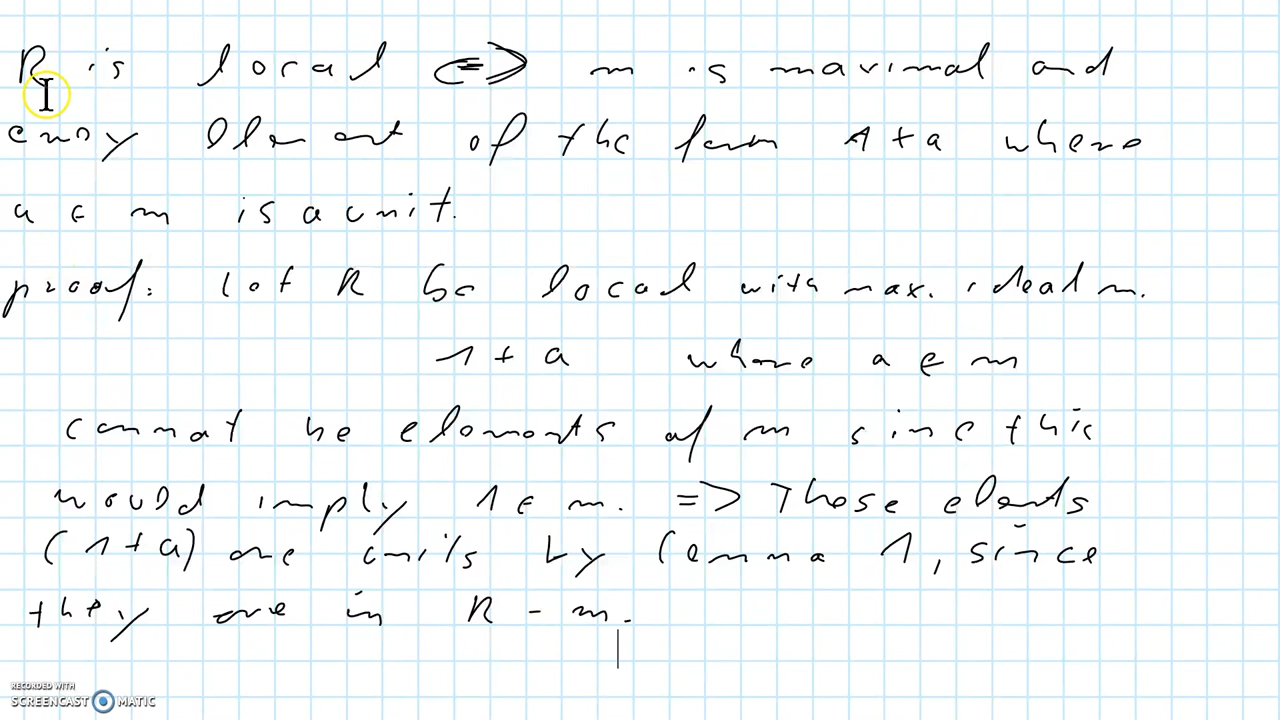 R is local <=> m is maximal and
every element of the form 1 + a where
a ∈ m is a unit.
proof: let R be local with max. ideal m.
1 + a where a ∈ m
cannot be elements of m since this
would imply 1 ∈ m. => These elements
(1 + a) are units by Lemma 1, since
they are in R - m.
RECORDED WITH
SCREENCAST MATIC